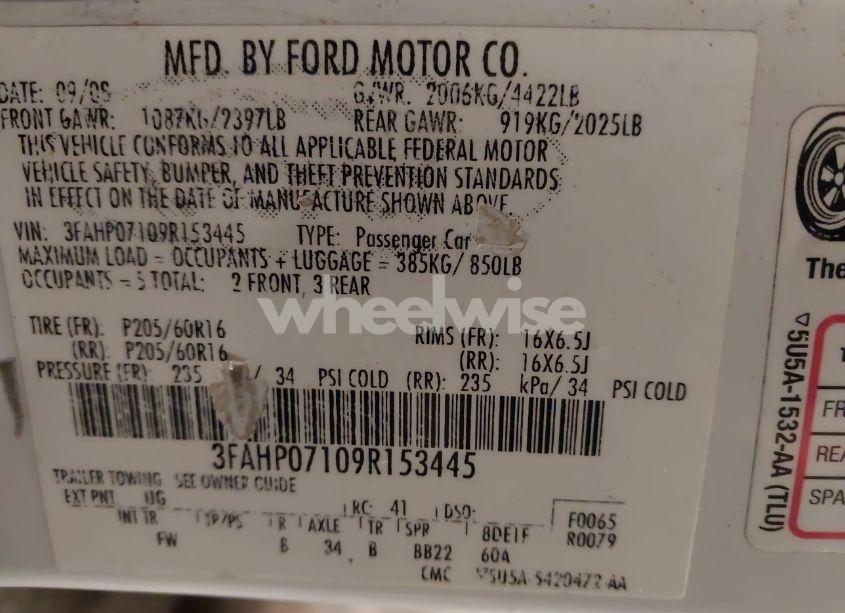 MFD. BY FORD MOTOR CO.
DATE: 09/08 G.VWR. 2006KG/4422LB
FRONT GAWR: 1087KG/2397LB REAR GAWR: 919KG/2025LB
THIS VEHICLE CONFORMS TO ALL APPLICABLE FEDERAL MOTOR
VEHICLE SAFETY, BUMPER, AND THEFT PREVENTION STANDARDS
IN EFFECT ON THE DATE OF MANUFACTURE SHOWN ABOVE.
VIN: 3FAHP07109R153445 TYPE: Passenger Car
MAXIMUM LOAD = OCCUPANTS + LUGGAGE = 385KG/ 850LB
OCCUPANTS = 5 TOTAL: 2 FRONT, 3 REAR
wheelwise
TIRE (FR): P205/60R16 RIMS (FR): 16X6.5J
(RR): P205/60R16 (RR): 16X6.5J
PRESSURE (FR): 235 / 34 PSI COLD (RR): 235 kPa/ 34 PSI COLD
3FAHP07109R153445
TRAILER TOWING SEE OWNER GUIDE
EXT PNT UG RC: 41 DSO: F0065
INT TR TP/PS R AXLE TR SPR 8DE1F R0079
FW B 34 B BB22 60A
CMC ▽5U5A-5420472-AA
The
▽5U5A-1532-AA (TLU)
T
FR
REA
SPA